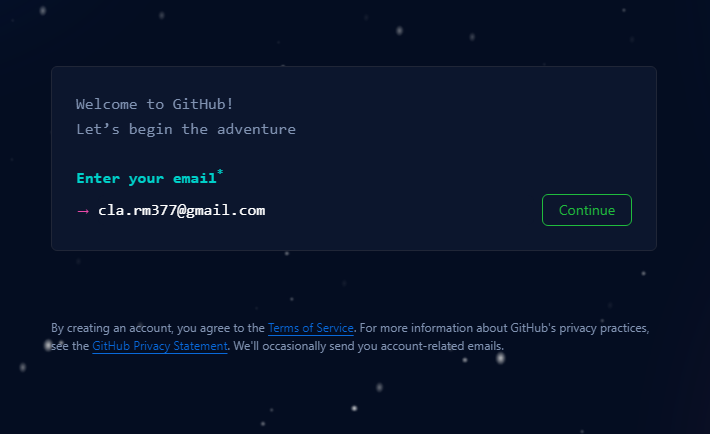 Welcome to GitHub!
Let’s begin the adventure
Enter your email*
→ cla.rm377@gmail.com
Continue
By creating an account, you agree to the Terms of Service. For more information about GitHub's privacy practices,
see the GitHub Privacy Statement. We'll occasionally send you account-related emails.